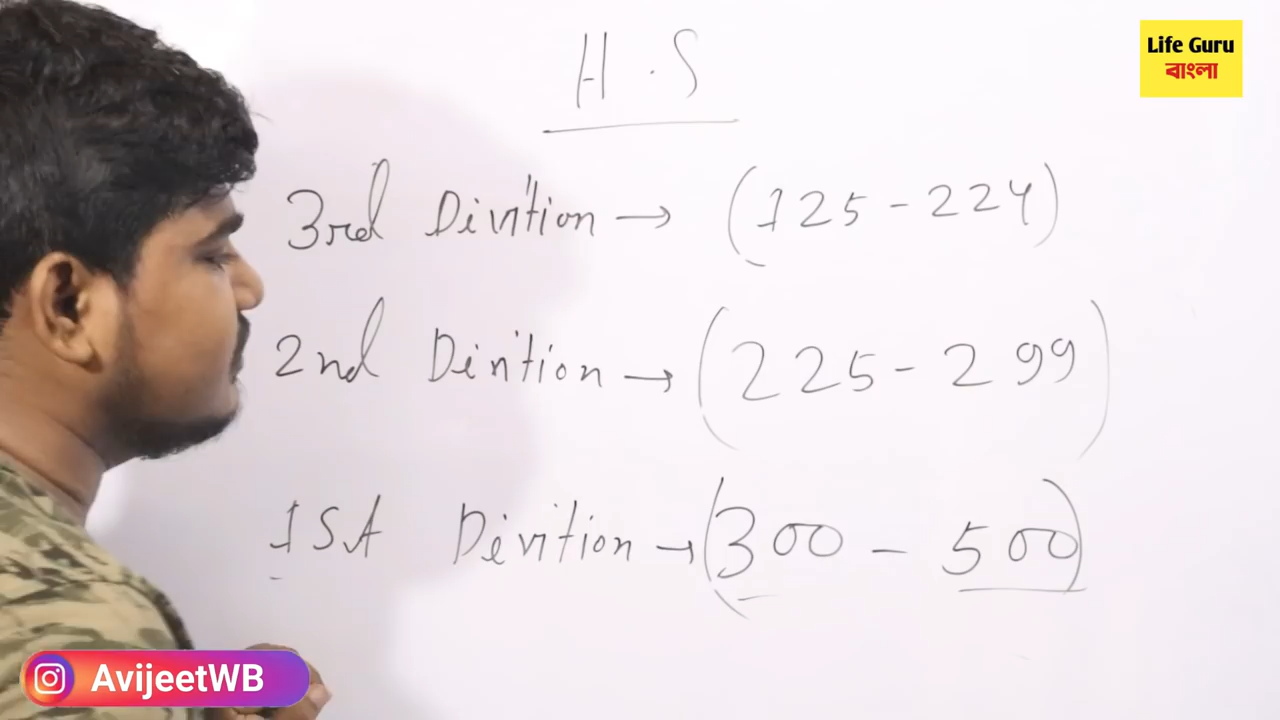 H.S
Life Guru
বাংলা
3rd Divition → (125-224)
2nd Divition → (225-299)
1St Divition → (300-500)
AvijeetWB